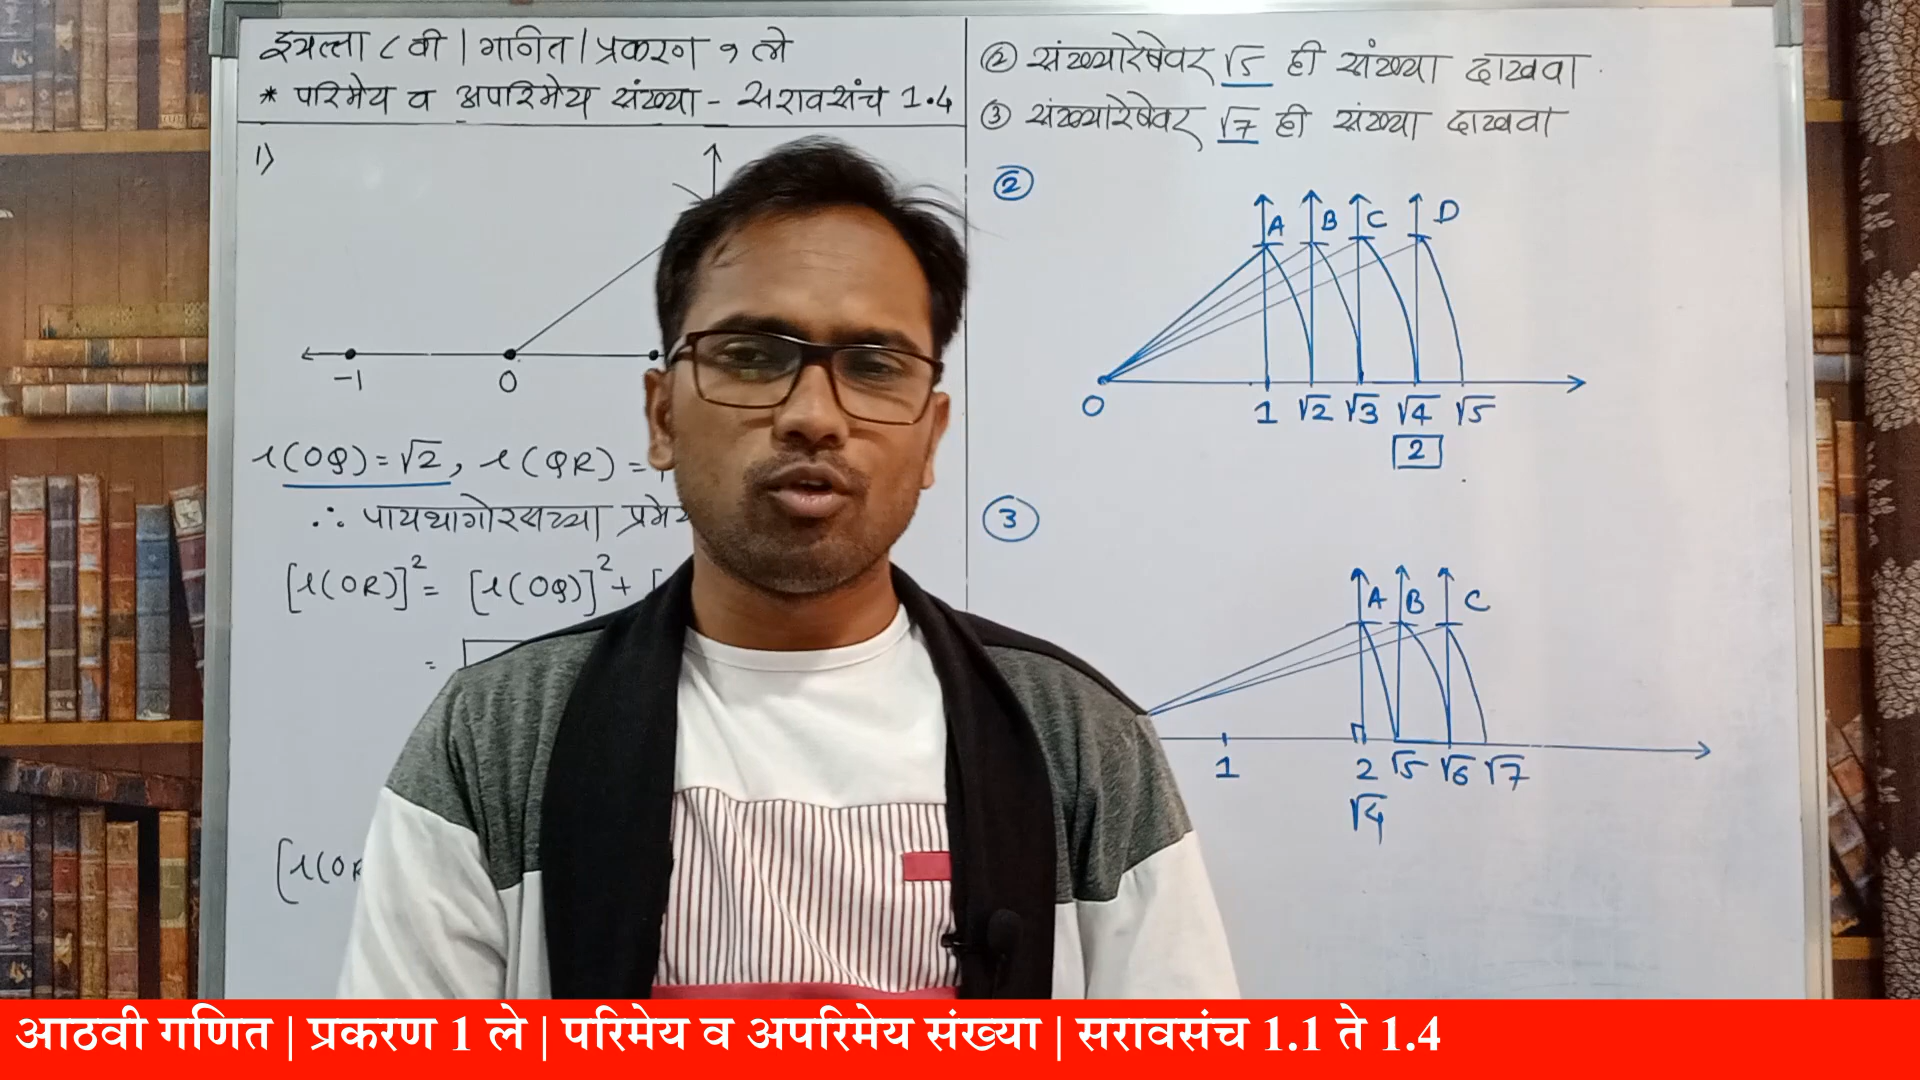 इयत्ता ८ वी | गणित | प्रकरण १ ले
* परिमेय व अपरिमेय संख्या - सरावसंच 1.4
1)
-1 0
l(OQ) = √2, l(QR) =
∴ पायथागोरसच्या
[l(OR)]² = [l(OQ)]² + [
=
[l(OR
② संख्यारेषेवर √5 ही संख्या दाखवा.
③ संख्यारेषेवर √7 ही संख्या दाखवा
②
A B C D
0 1 √2 √3 √4 √5
2
③
A B C
1 2 √5 √6 √7
√4
आठवी गणित | प्रकरण 1 ले | परिमेय व अपरिमेय संख्या | सरावसंच 1.1 ते 1.4